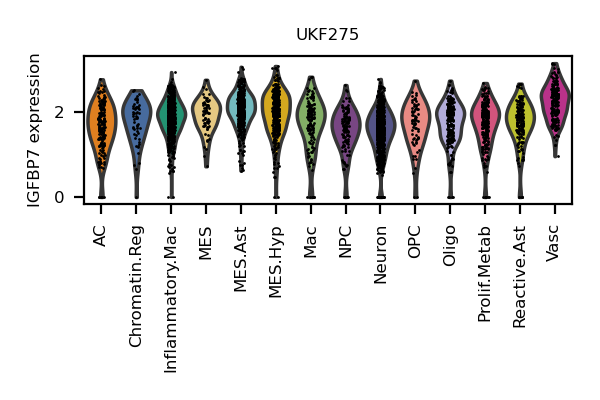 UKF275
IGFBP7 expression
2
0
AC
Chromatin.Reg
Inflammatory.Mac
MES
MES.Ast
MES.Hyp
Mac
NPC
Neuron
OPC
Oligo
Prolif.Metab
Reactive.Ast
Vasc